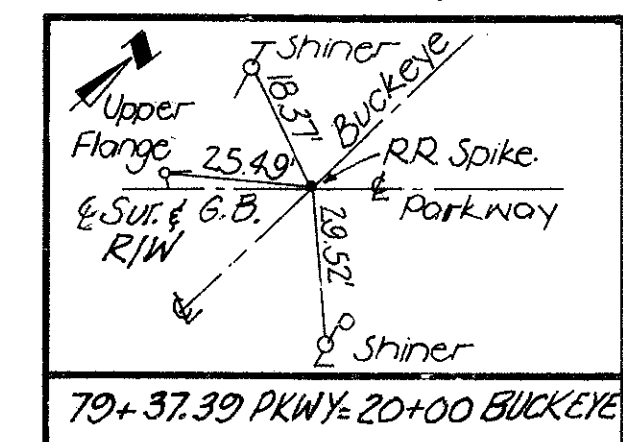 Shiner
Buckeye
18.37'
Upper
Flange
25.49'
RR. Spike.
℄ Sur. & G.B.
R/W
℄
Parkway
29.52'
℄
Shiner
79+37.39 PKWY=20+00 BUCKEYE